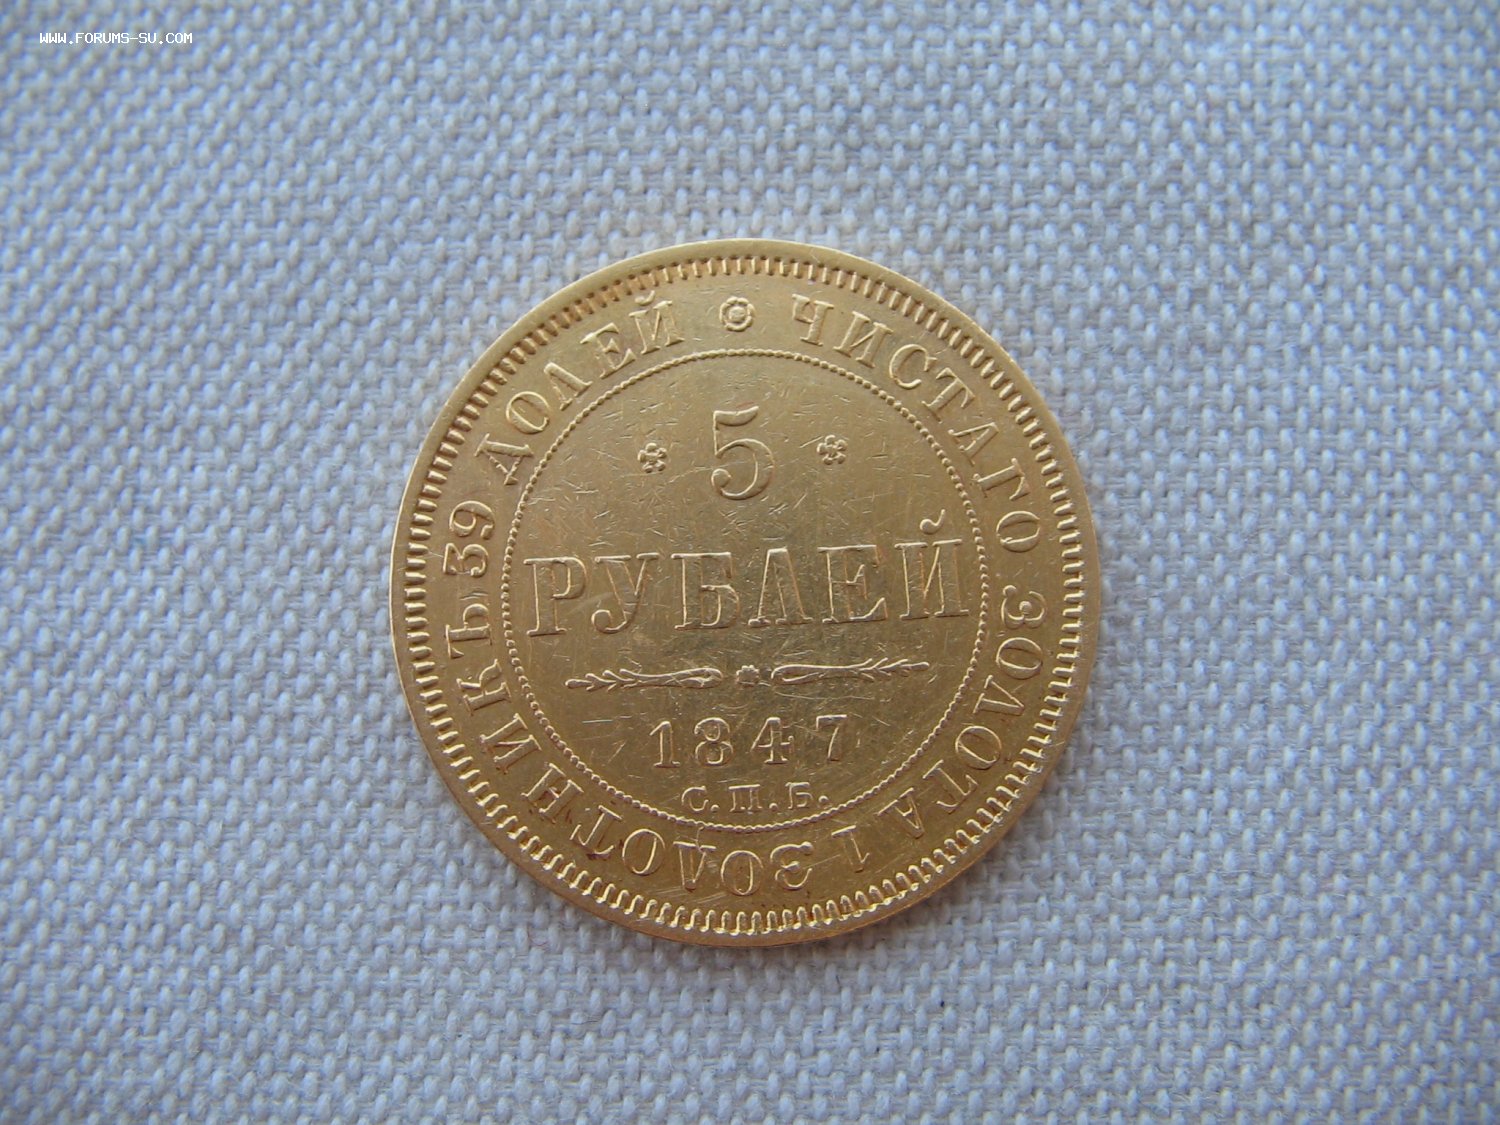 WWW.FORUMS-SU.COM
ЧИСТАГО ЗОЛОТА 1 ЗОЛОТНИКЪ 39 ДОЛЕЙ
5
РУБЛЕЙ
1847
С.П.Б.